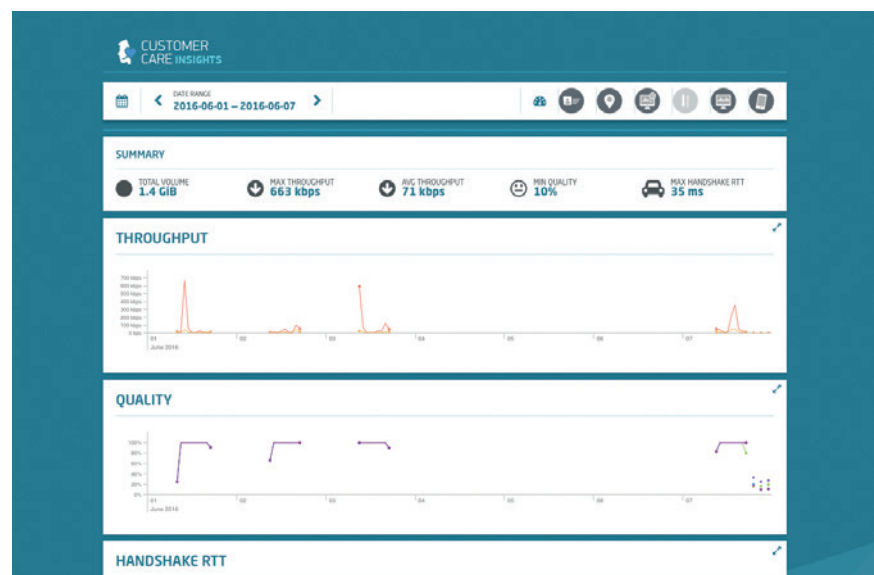 CUSTOMER
CARE INSIGHTS
DATE RANGE
2016-06-01 – 2016-06-07
SUMMARY
TOTAL VOLUME
1.4 GiB
MAX THROUGHPUT
663 kbps
AVG THROUGHPUT
71 kbps
MIN QUALITY
10%
MAX HANDSHAKE RTT
35 ms
THROUGHPUT
700 kbps
600 kbps
500 kbps
400 kbps
300 kbps
200 kbps
100 kbps
0 kbps
01
02
03
04
05
06
07
June 2016
QUALITY
100%
80%
60%
40%
20%
0%
01
02
03
04
05
06
07
June 2016
HANDSHAKE RTT